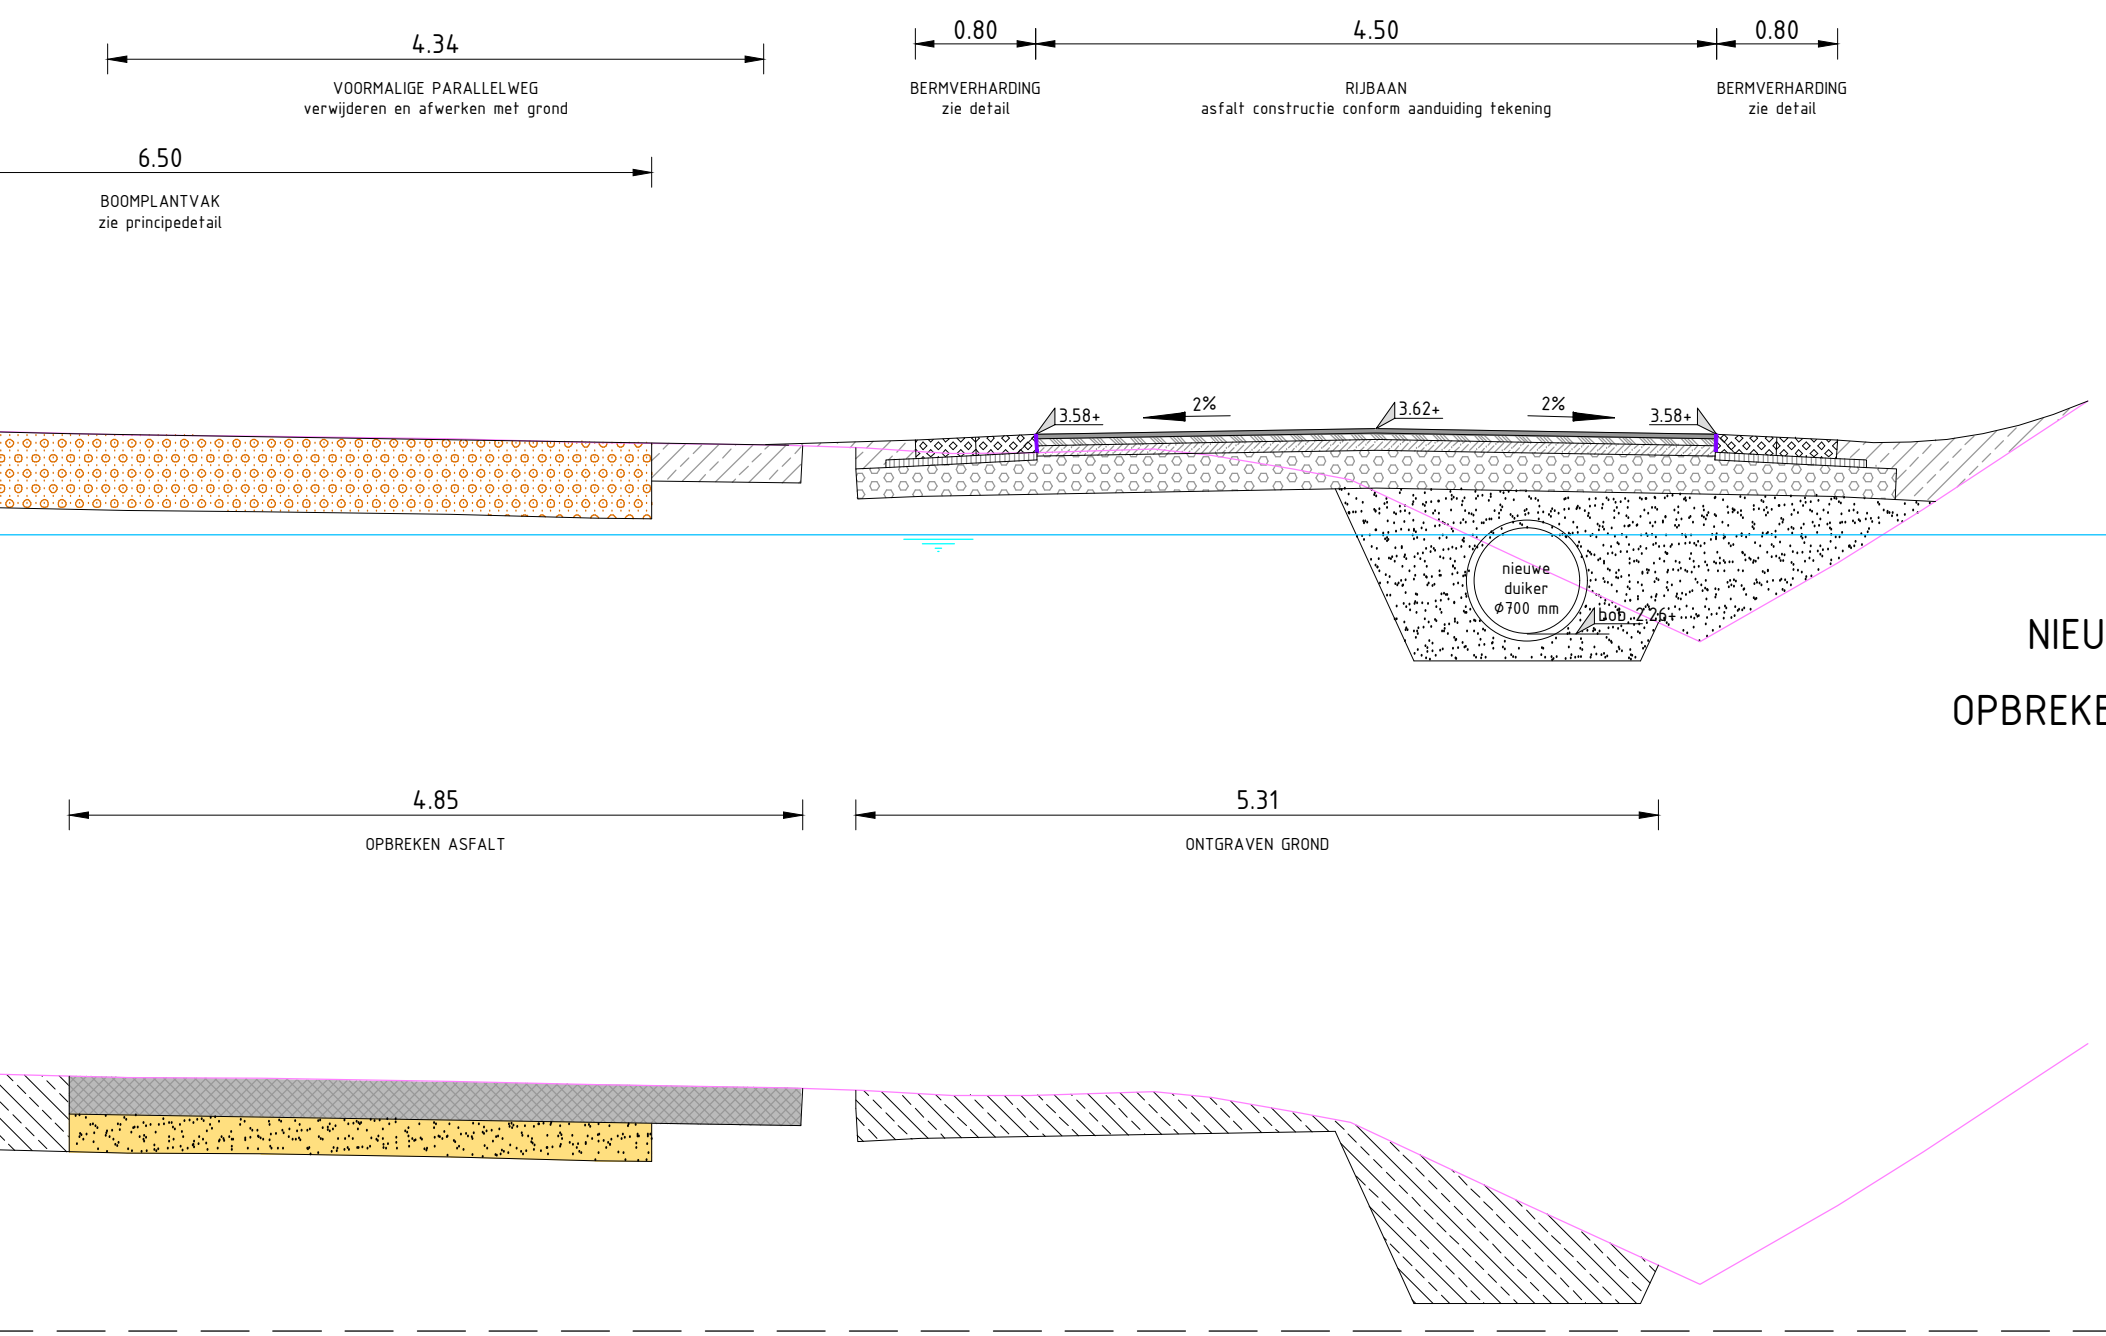 4.34
VOORMALIGE PARALLELWEG
verwijderen en afwerken met grond
0.80
BERMVERHARDING
zie detail
4.50
RIJBAAN
asfalt constructie conform aanduiding tekening
0.80
BERMVERHARDING
zie detail
6.50
BOOMPLANTVAK
zie principedetail
3.58+
2%
3.62+
2%
3.58+
nieuwe
duiker
Ø700 mm
bob 2.26+
NIEU
OPBREKE
4.85
OPBREKEN ASFALT
5.31
ONTGRAVEN GROND